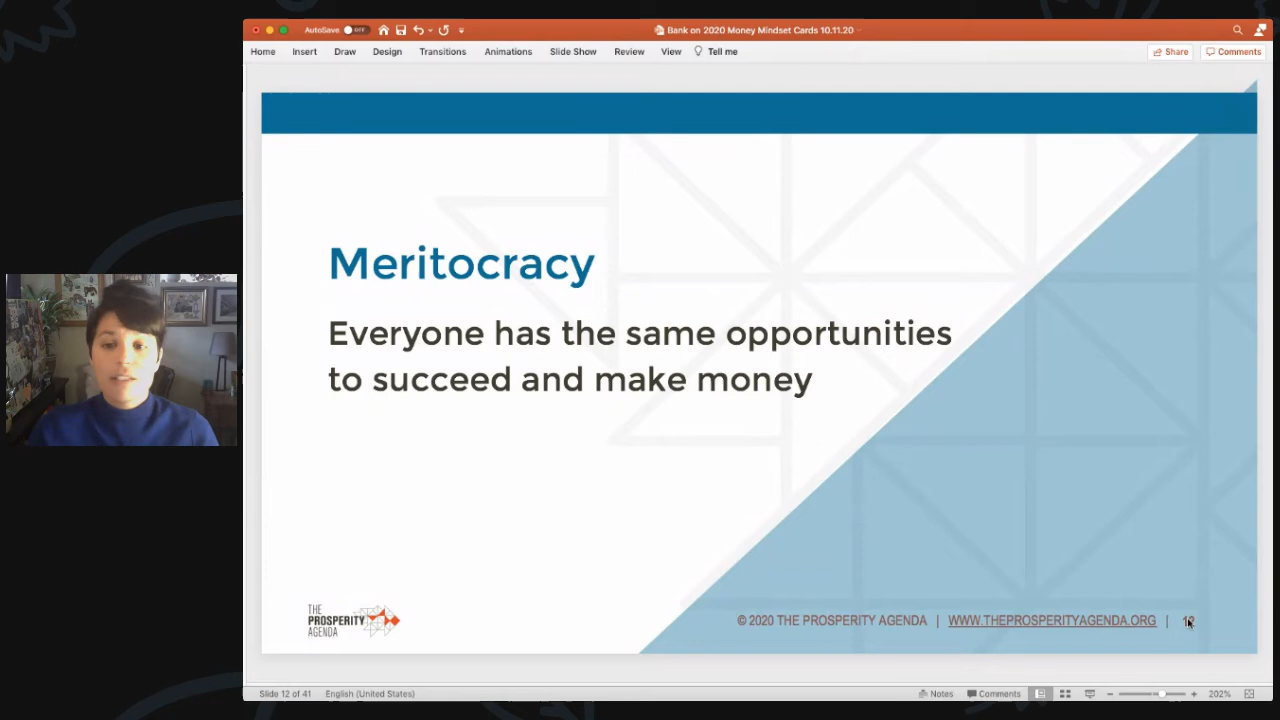 AutoSave OFF
Bank on 2020 Money Mindset Cards 10.11.20
Home Insert Draw Design Transitions Animations Slide Show Review View Tell me Share Comments
Meritocracy
Everyone has the same opportunities
to succeed and make money
THE
PROSPERITY
AGENDA
© 2020 THE PROSPERITY AGENDA | WWW.THEPROSPERITYAGENDA.ORG | 12
Slide 12 of 41 English (United States) Notes Comments 202%